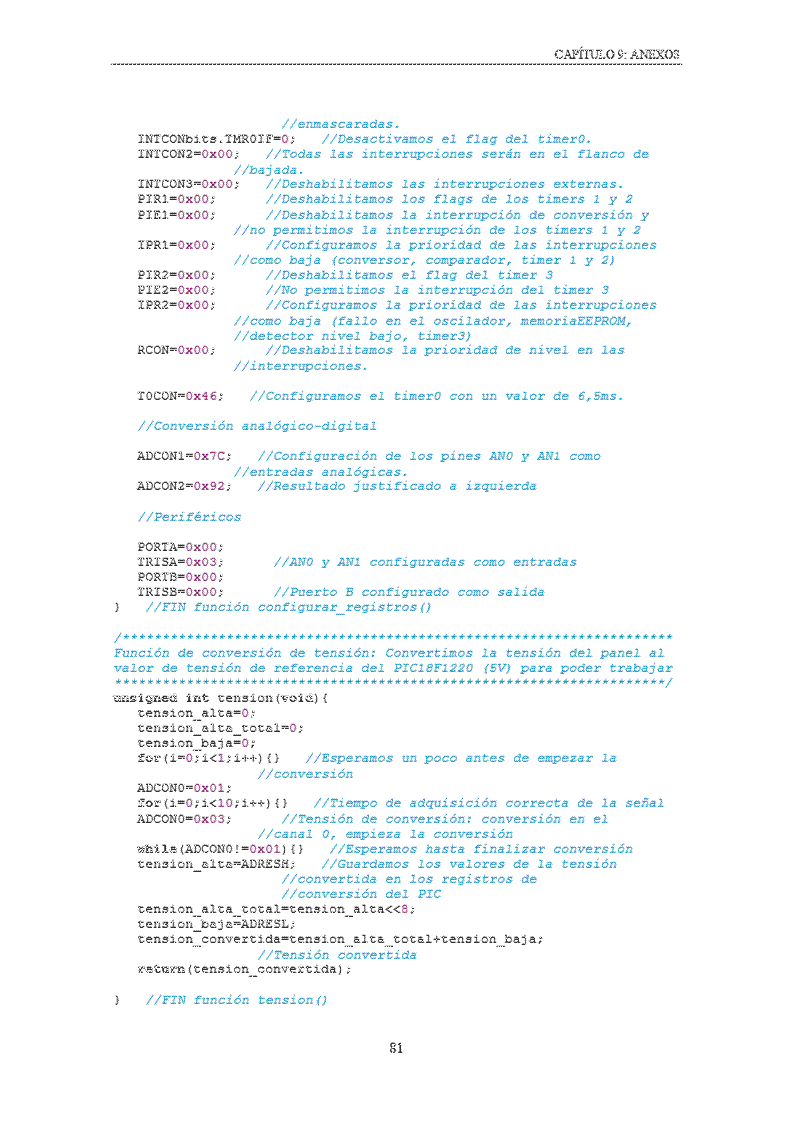 CAPÍTULO 9: ANEXOS
//enmascaradas.
INTCONbits.TMR0IF=0; //Desactivamos el flag del timer0.
INTCON2=0x00; //Todas las interrupciones serán en el flanco de
//bajada.
INTCON3=0x00; //Deshabilitamos las interrupciones externas.
PIR1=0x00; //Deshabilitamos los flags de los timers 1 y 2
PIE1=0x00; //Deshabilitamos la interrupción de conversión y
//no permitimos la interrupción de los timers 1 y 2
IPR1=0x00; //Configuramos la prioridad de las interrupciones
//como baja (conversor, comparador, timer 1 y 2)
PIR2=0x00; //Deshabilitamos el flag del timer 3
PIE2=0x00; //No permitimos la interrupción del timer 3
IPR2=0x00; //Configuramos la prioridad de las interrupciones
//como baja (fallo en el oscilador, memoriaEEPROM,
//detector nivel bajo, timer3)
RCON=0x00; //Deshabilitamos la prioridad de nivel en las
//interrupciones.
T0CON=0x46; //Configuramos el timer0 con un valor de 6,5ms.
//Conversión analógico-digital
ADCON1=0x7C; //Configuración de los pines AN0 y AN1 como
//entradas analógicas.
ADCON2=0x92; //Resultado justificado a izquierda
//Periféricos
PORTA=0x00;
TRISA=0x03; //AN0 y AN1 configuradas como entradas
PORTB=0x00;
TRISB=0x00; //Puerto B configurado como salida
} //FIN función configurar_registros()
/********************************************************************
Función de conversión de tensión: Convertimos la tensión del panel al
valor de tensión de referencia del PIC18F1220 (5V) para poder trabajar
********************************************************************/
unsigned int tension(void){
tension_alta=0;
tension_alta_total=0;
tension_baja=0;
for(i=0;i<1;i++){} //Esperamos un poco antes de empezar la
//conversión
ADCON0=0x01;
for(i=0;i<10;i++){} //Tiempo de adquisición correcta de la señal
ADCON0=0x03; //Tensión de conversión: conversión en el
//canal 0, empieza la conversión
while(ADCON0!=0x01){} //Esperamos hasta finalizar conversión
tension_alta=ADRESH; //Guardamos los valores de la tensión
//convertida en los registros de
//conversión del PIC
tension_alta_total=tension_alta<<8;
tension_baja=ADRESL;
tension_convertida=tension_alta_total+tension_baja;
//Tensión convertida
return(tension_convertida);
} //FIN función tension()
81